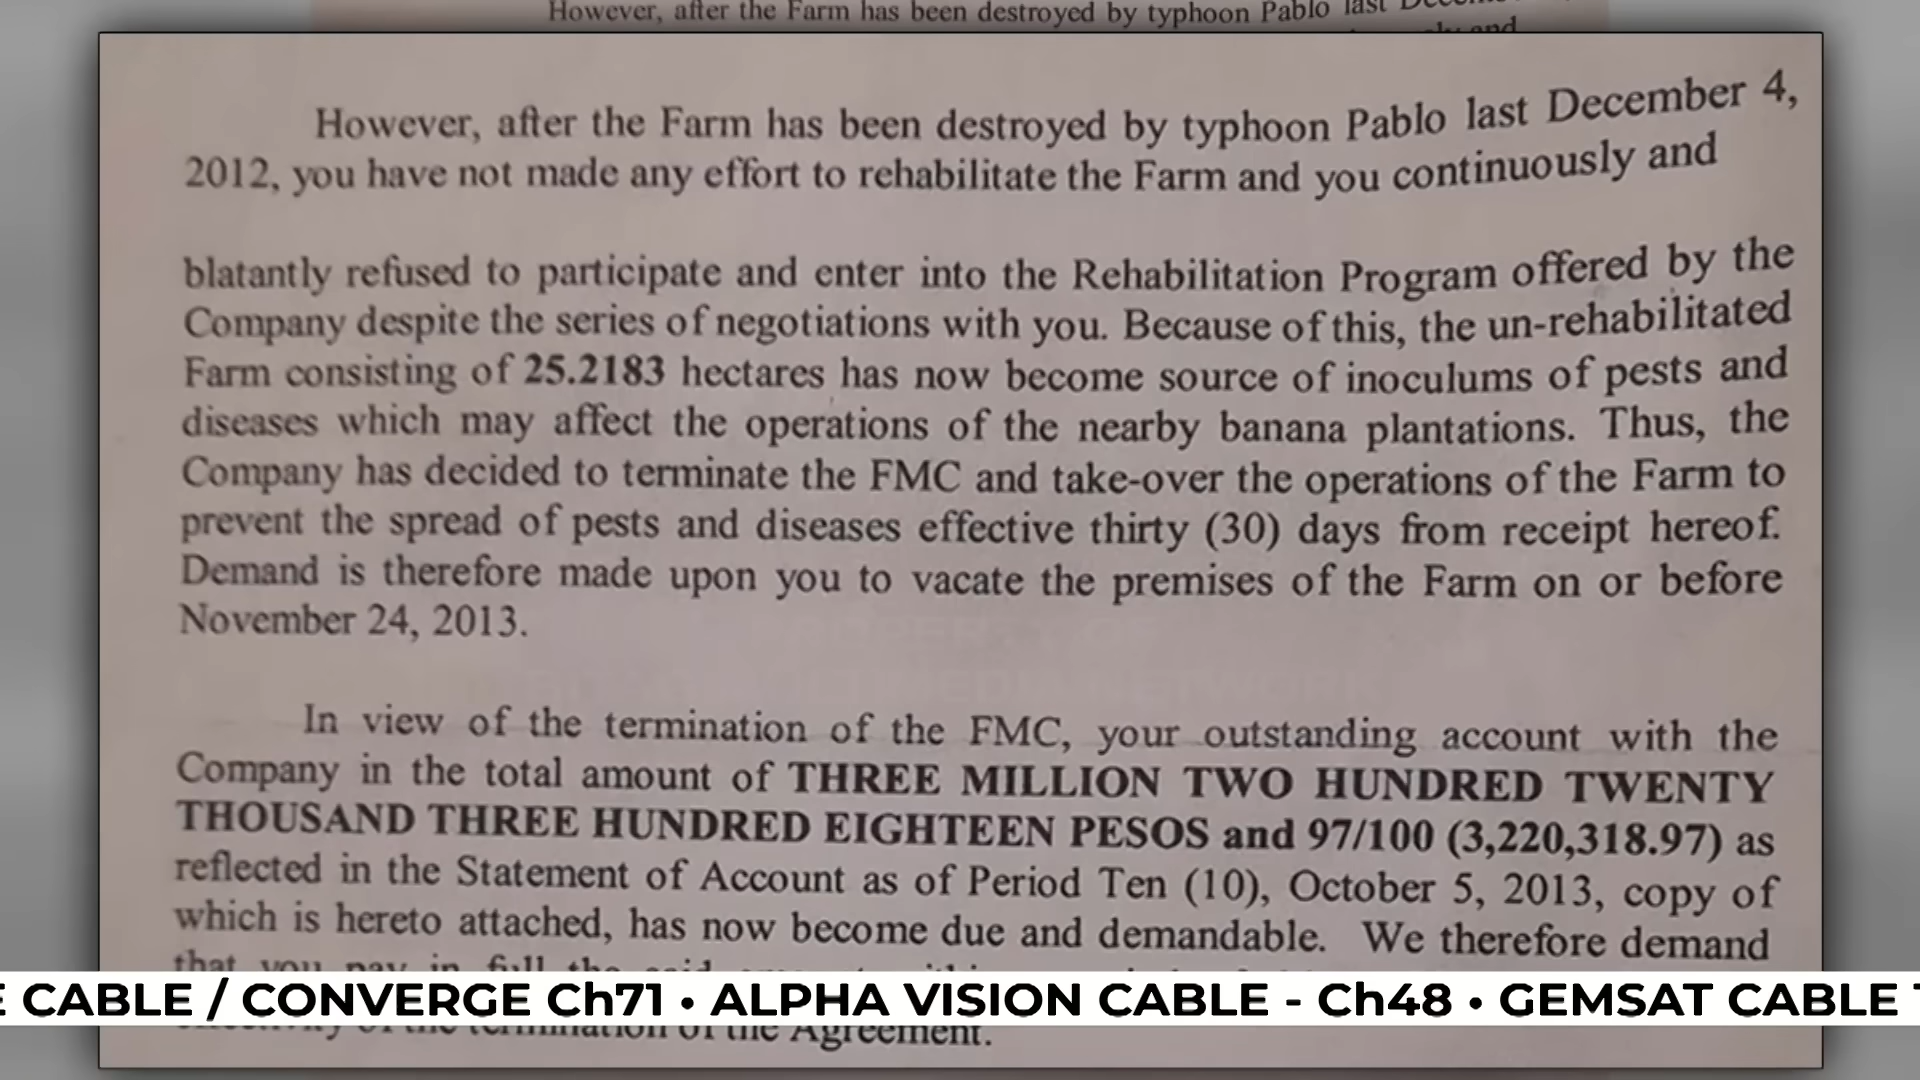 However, after the Farm has been destroyed by typhoon Pablo last
However, after the Farm has been destroyed by typhoon Pablo last December 4,
2012, you have not made any effort to rehabilitate the Farm and you continuously and
blatantly refused to participate and enter into the Rehabilitation Program offered by the
Company despite the series of negotiations with you. Because of this, the un-rehabilitated
Farm consisting of 25.2183 hectares has now become source of inoculums of pests and
diseases which may affect the operations of the nearby banana plantations. Thus, the
Company has decided to terminate the FMC and take-over the operations of the Farm to
prevent the spread of pests and diseases effective thirty (30) days from receipt hereof.
Demand is therefore made upon you to vacate the premises of the Farm on or before
November 24, 2013.
In view of the termination of the FMC, your outstanding account with the
Company in the total amount of THREE MILLION TWO HUNDRED TWENTY
THOUSAND THREE HUNDRED EIGHTEEN PESOS and 97/100 (3,220,318.97) as
reflected in the Statement of Account as of Period Ten (10), October 5, 2013, copy of
which is hereto attached, has now become due and demandable. We therefore demand
that you pay in full the said
E CABLE / CONVERGE Ch71 • ALPHA VISION CABLE - Ch48 • GEMSAT CABLE
of the termination of the Agreement.